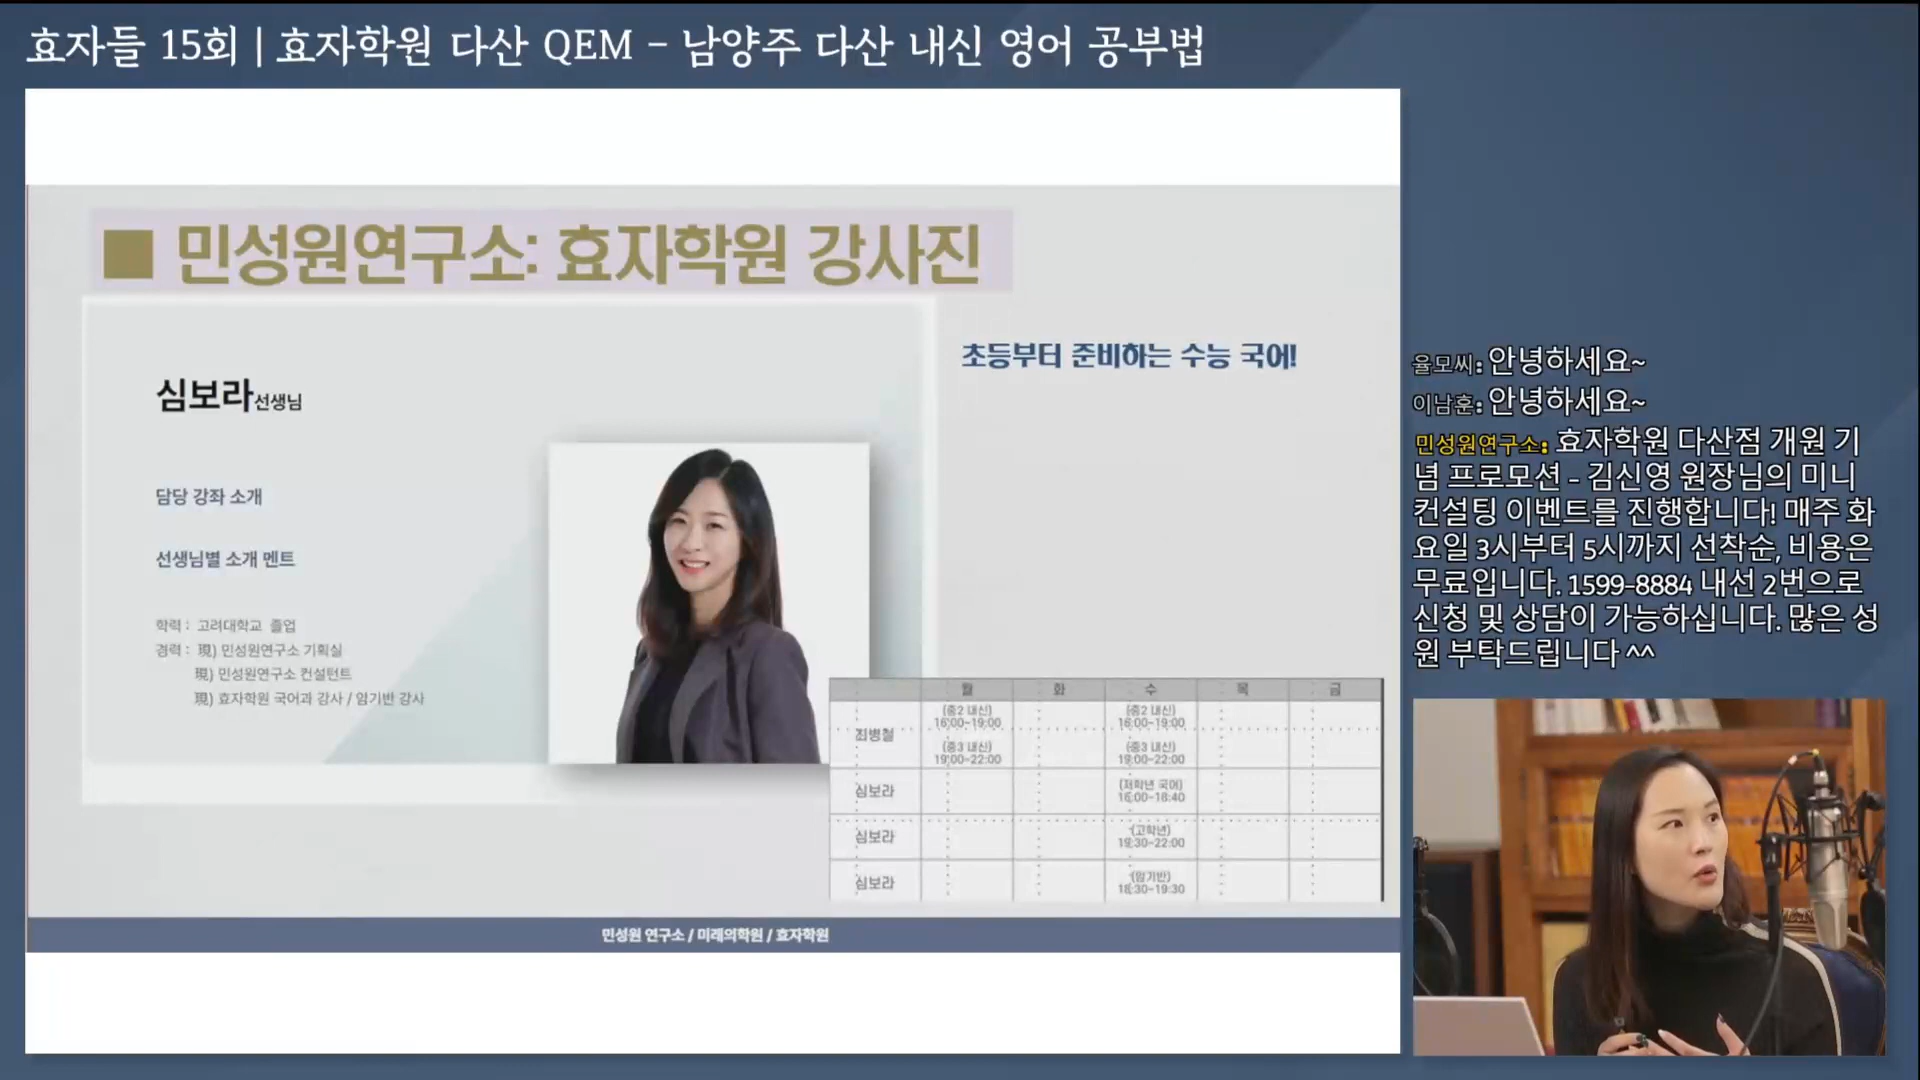 효자들 15회 | 효자학원 다산 QEM – 남양주 다산 내신 영어 공부법
■ 민성원연구소: 효자학원 강사진
심보라선생님
담당 강좌 소개
선생님별 소개 멘트
학력 : 고려대학교 졸업
경력 : 現) 민성원연구소 기획실
現) 민성원연구소 컨설턴트
現) 효자학원 국어과 강사 / 암기반 강사
초등부터 준비하는 수능 국어!
월 화 수 목 금
최병철
(중2 내신) (중2 내신)
16:00~19:00 16:00~19:00
(중3 내신) (중3 내신)
19:00~22:00 19:00~22:00
심보라 (저학년 국어)
16:00~18:40
심보라 (고학년)
19:30~22:00
심보라 (암기반)
18:30~19:30
민성원 연구소 / 미래의학원 / 효자학원
율모씨: 안녕하세요~
이남훈: 안녕하세요~
민성원연구소: 효자학원 다산점 개원 기
념 프로모션 - 김신영 원장님의 미니
컨설팅 이벤트를 진행합니다! 매주 화
요일 3시부터 5시까지 선착순, 비용은
무료입니다. 1599-8884 내선 2번으로
신청 및 상담이 가능하십니다. 많은 성
원 부탁드립니다 ^^